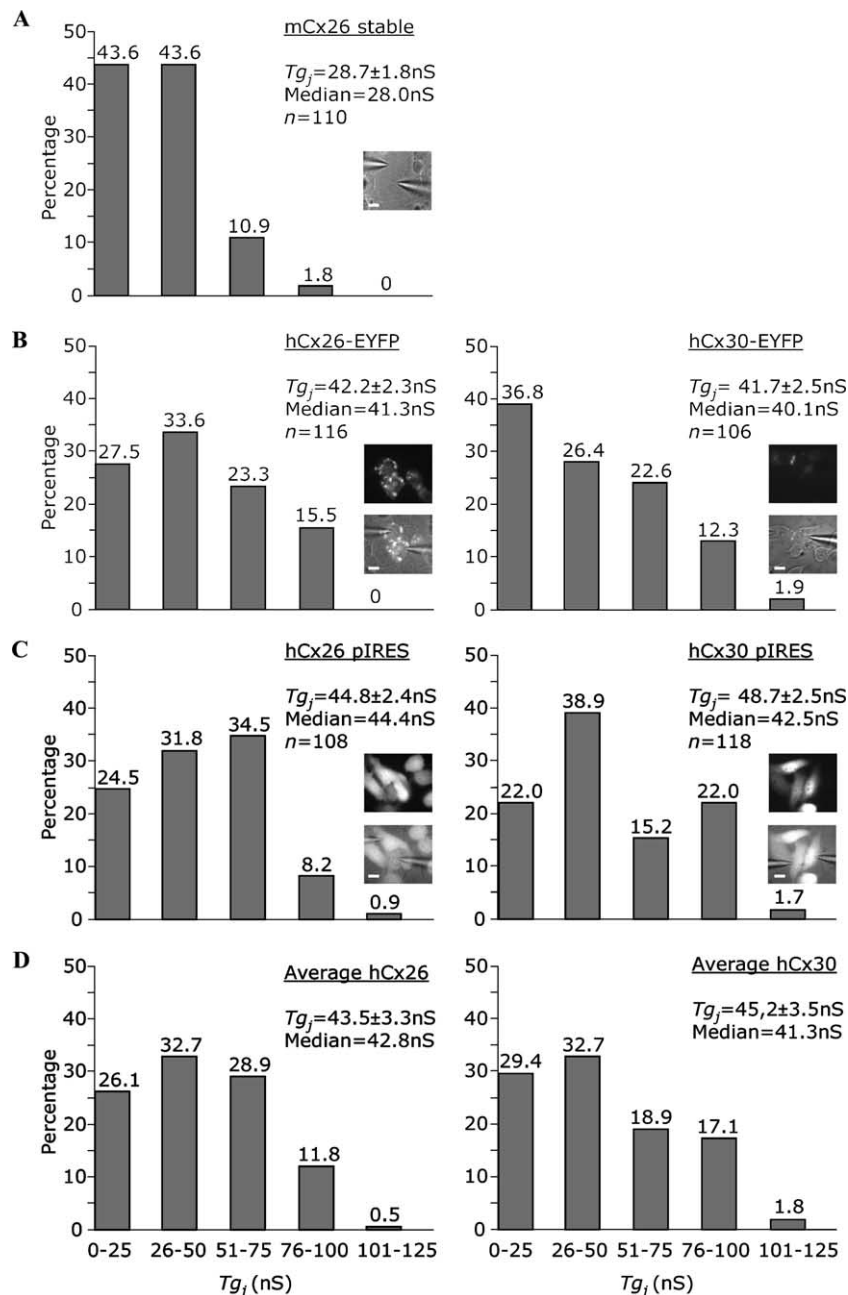 A
mCx26 stable
Tgj=28.7±1.8nS
Median=28.0nS
n=110
Percentage
50
40
30
20
10
0
43.6
43.6
10.9
1.8
0
B
hCx26-EYFP
Tgj=42.2±2.3nS
Median=41.3nS
n=116
50
40
30
20
10
0
27.5
33.6
23.3
15.5
0
hCx30-EYFP
Tgj= 41.7±2.5nS
Median=40.1nS
n=106
50
40
30
20
10
0
36.8
26.4
22.6
12.3
1.9
C
hCx26 pIRES
Tgj=44.8±2.4nS
Median=44.4nS
n=108
Percentage
50
40
30
20
10
0
24.5
31.8
34.5
8.2
0.9
hCx30 pIRES
Tgj= 48.7±2.5nS
Median=42.5nS
n=118
50
40
30
20
10
0
22.0
38.9
15.2
22.0
1.7
D
Average hCx26
Tgj=43.5±3.3nS
Median=42.8nS
Percentage
50
40
30
20
10
0
26.1
32.7
28.9
11.8
0.5
0-25 26-50 51-75 76-100 101-125
Tgj (nS)
Average hCx30
Tgj=45,2±3.5nS
Median=41.3nS
50
40
30
20
10
0
29.4
32.7
18.9
17.1
1.8
0-25 26-50 51-75 76-100 101-125
Tgj (nS)